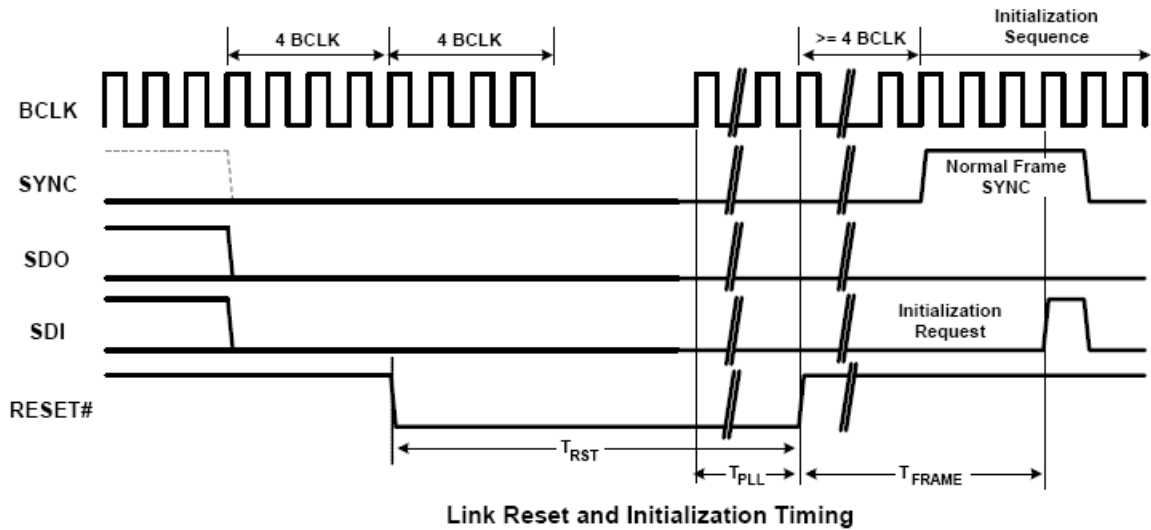 4 BCLK
4 BCLK
>= 4 BCLK
Initialization
Sequence
BCLK
SYNC
Normal Frame
SYNC
SDO
SDI
Initialization
Request
RESET#
TRST
TPLL
TFRAME
Link Reset and Initialization Timing